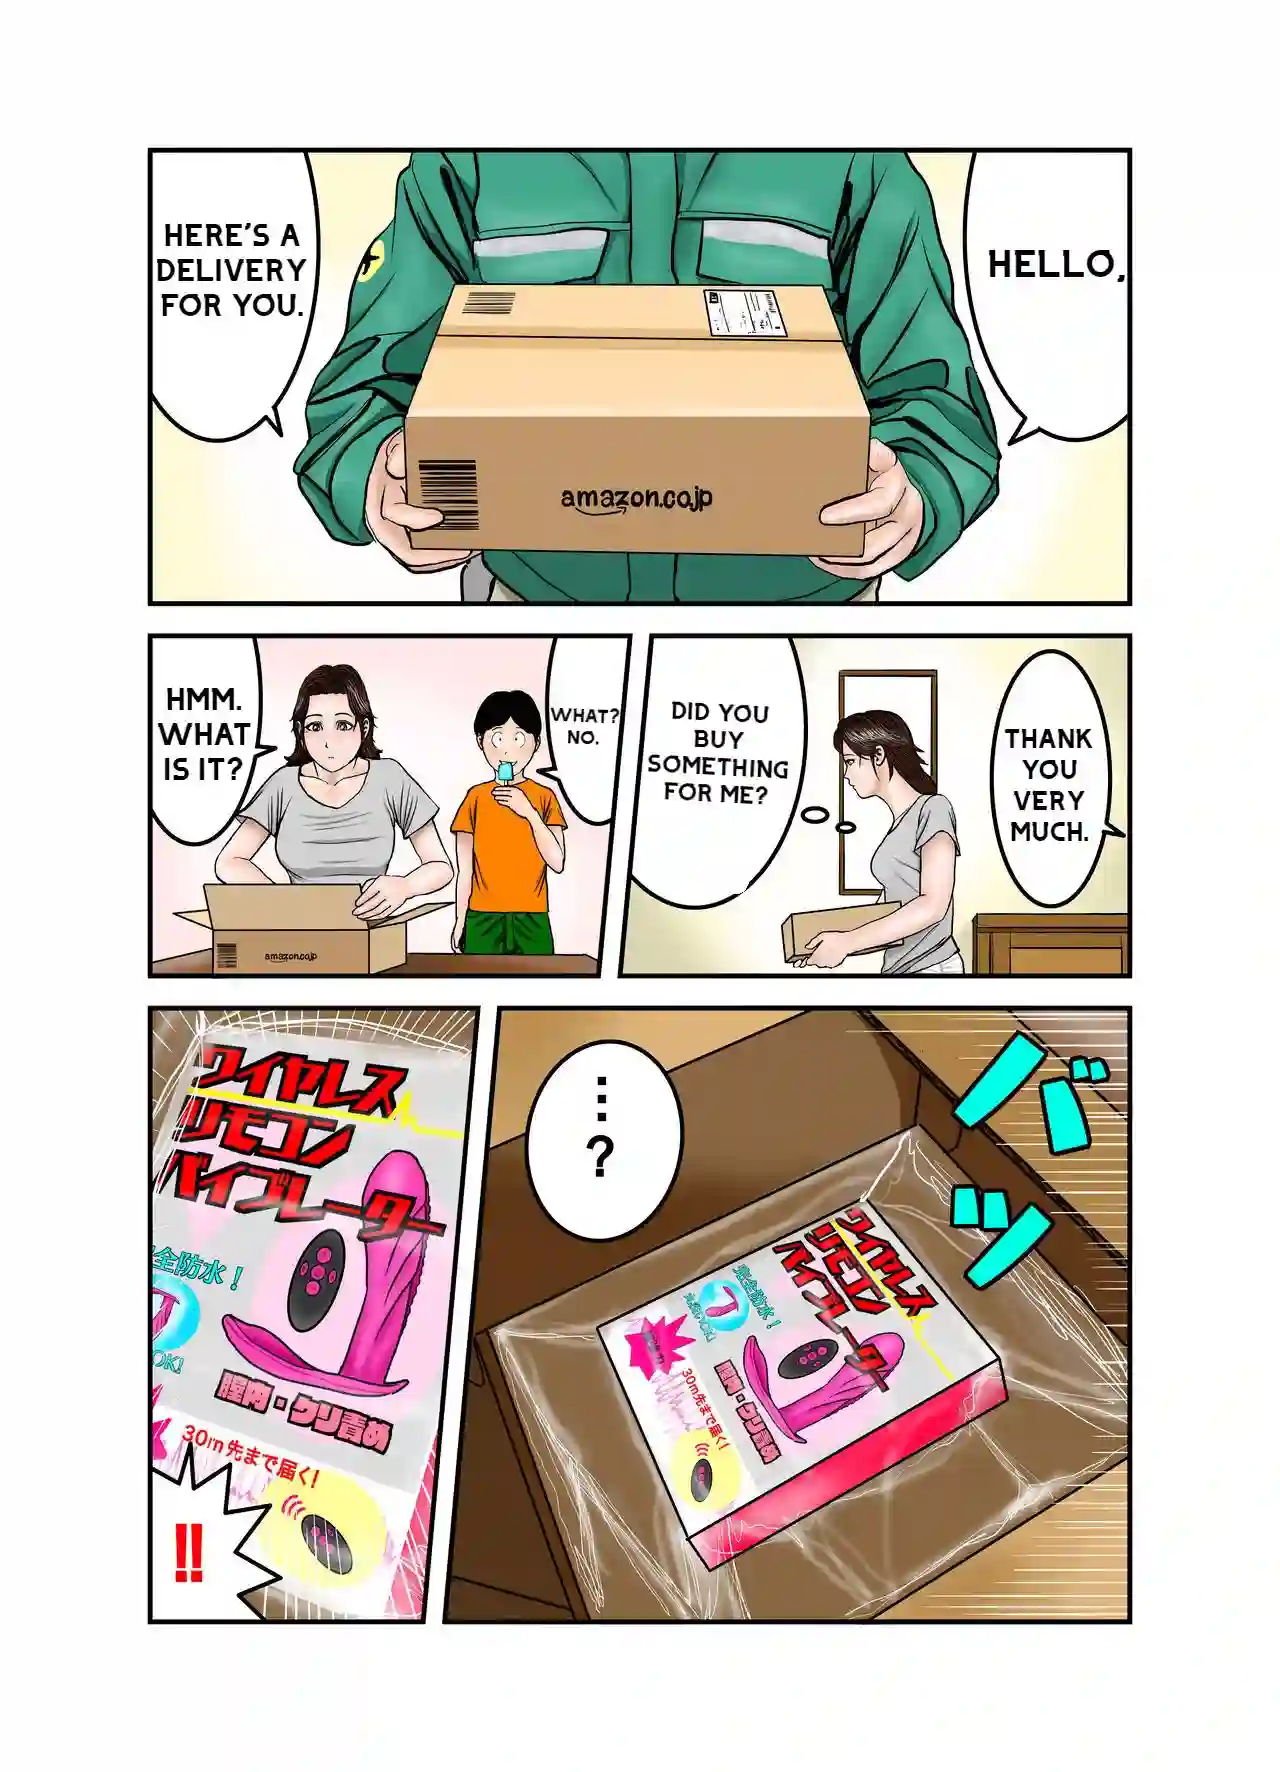 HELLO,
HERE'S A
DELIVERY
FOR YOU.
amazon.co.jp
THANK
YOU
VERY
MUCH.
DID YOU
BUY
SOMETHING
FOR ME?
WHAT?
NO.
HMM.
WHAT
IS IT?
amazon.co.jp
バッ
…
?
ワイヤレス
リモコン
バイブレーター
完全防水!
膣内・クリ責め
30m先まで届く!
ワイヤレス
リモコン
バイブレーター
全防水!
OK!
膣内・クリ責め
30m先まで届く!
!!